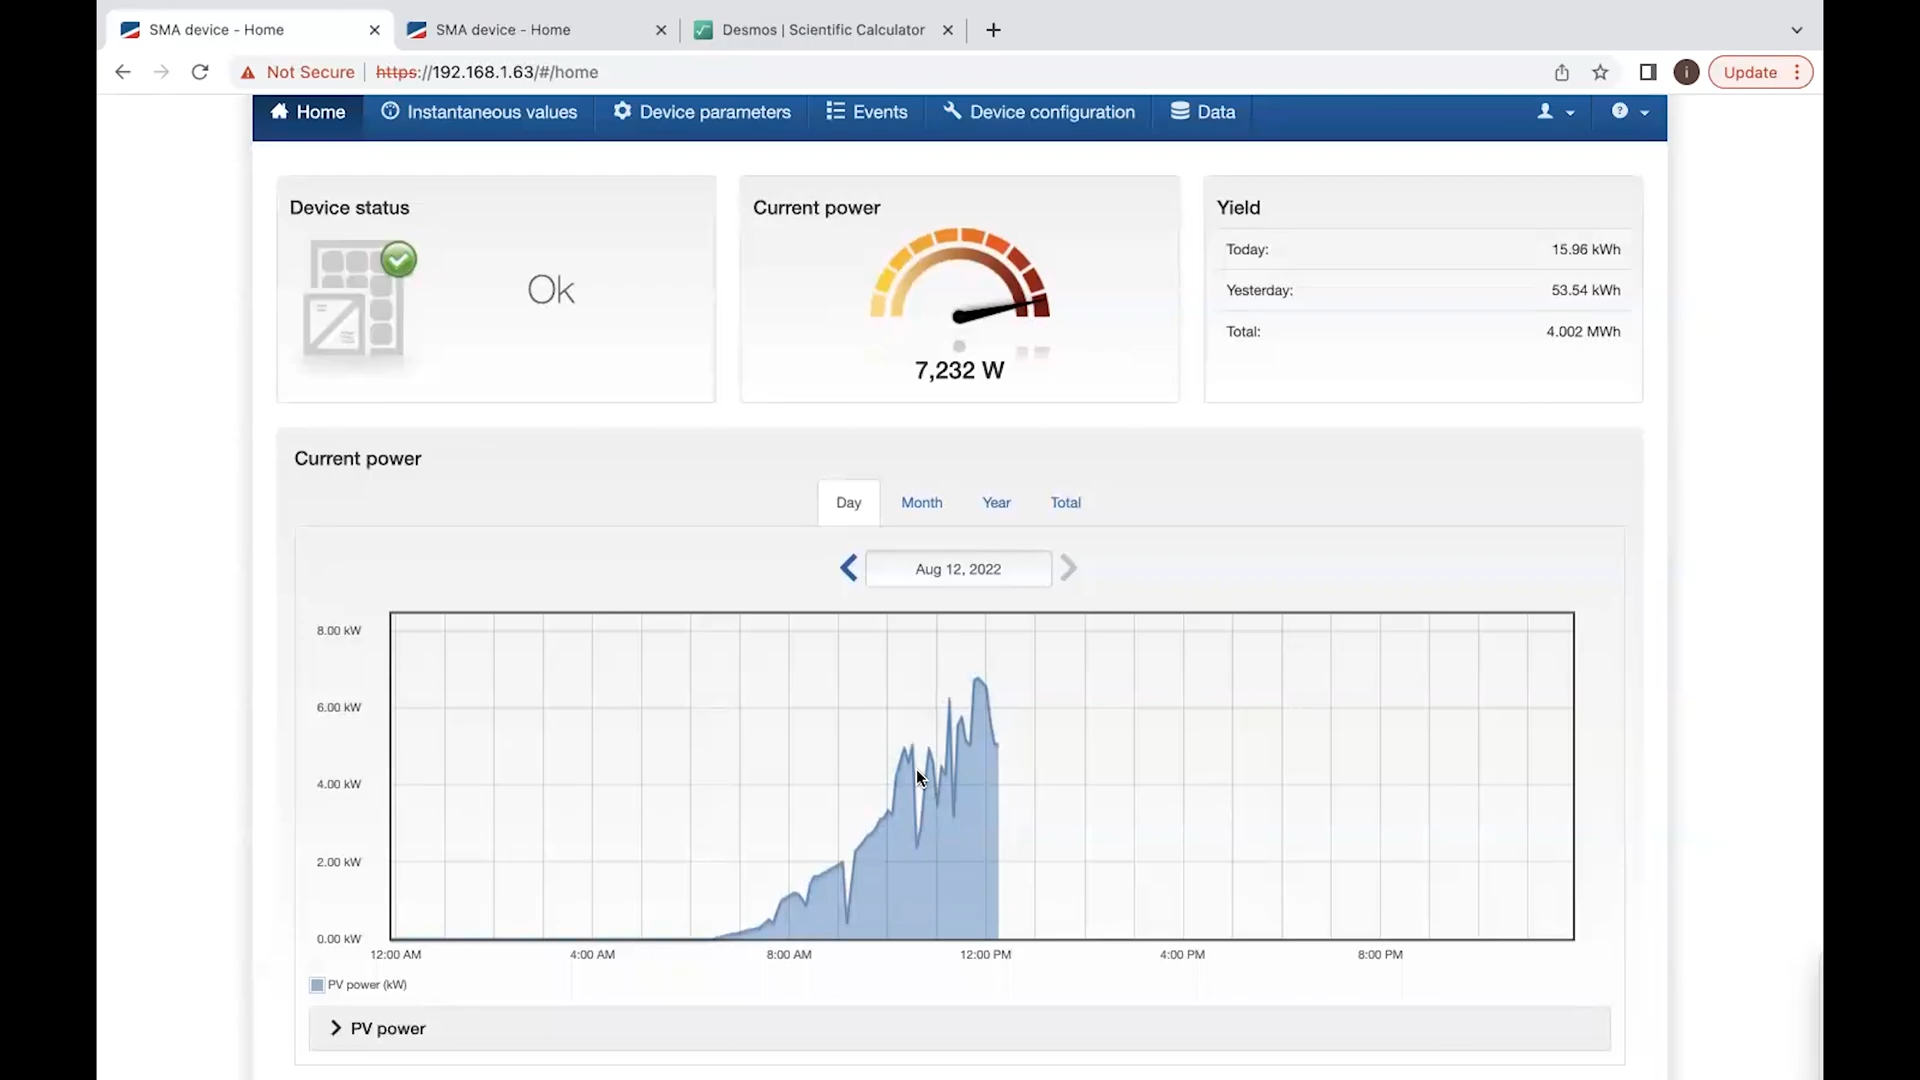 SMA device - Home
SMA device - Home
Desmos | Scientific Calculator
Not Secure
https://192.168.1.63/#/home
i
Update
Home
Instantaneous values
Device parameters
Events
Device configuration
Data
Device status
Ok
Current power
7,232 W
Yield
Today: 15.96 kWh
Yesterday: 53.54 kWh
Total: 4.002 MWh
Current power
Day Month Year Total
Aug 12, 2022
8.00 kW
6.00 kW
4.00 kW
2.00 kW
0.00 kW
12:00 AM 4:00 AM 8:00 AM 12:00 PM 4:00 PM 8:00 PM
PV power (kW)
PV power